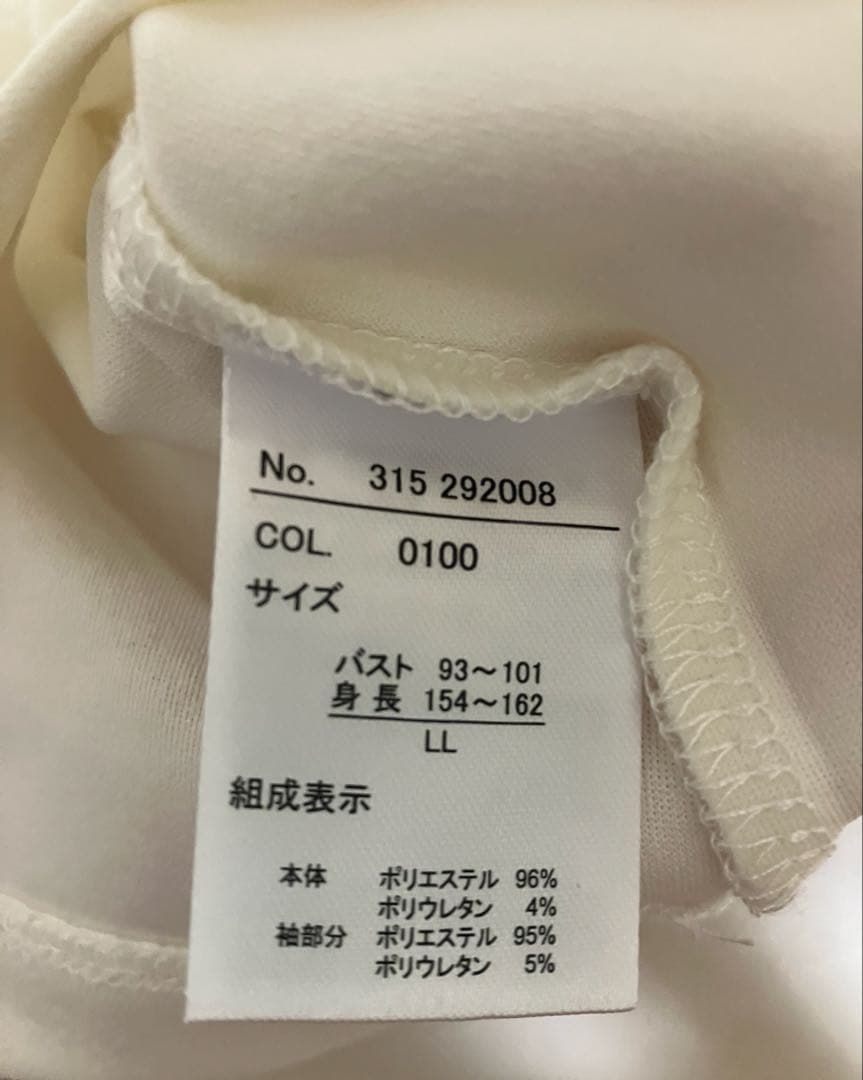 No. 315 292008
COL. 0100
サイズ
バスト 93～101
身長 154～162
LL
組成表示
本体 ポリエステル 96%
ポリウレタン 4%
袖部分 ポリエステル 95%
ポリウレタン 5%